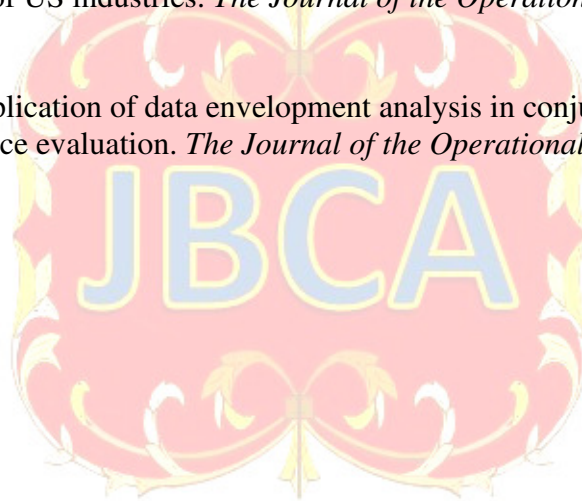 of US industries. The Journal of the Operation
plication of data envelopment analysis in conju
ce evaluation. The Journal of the Operational
JBCA